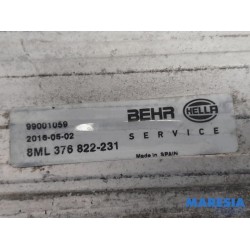 99001059
2016-05-02
8ML 376 822-231
BEHR HELLA
SERVICE
Made in SPAIN
MARESIA